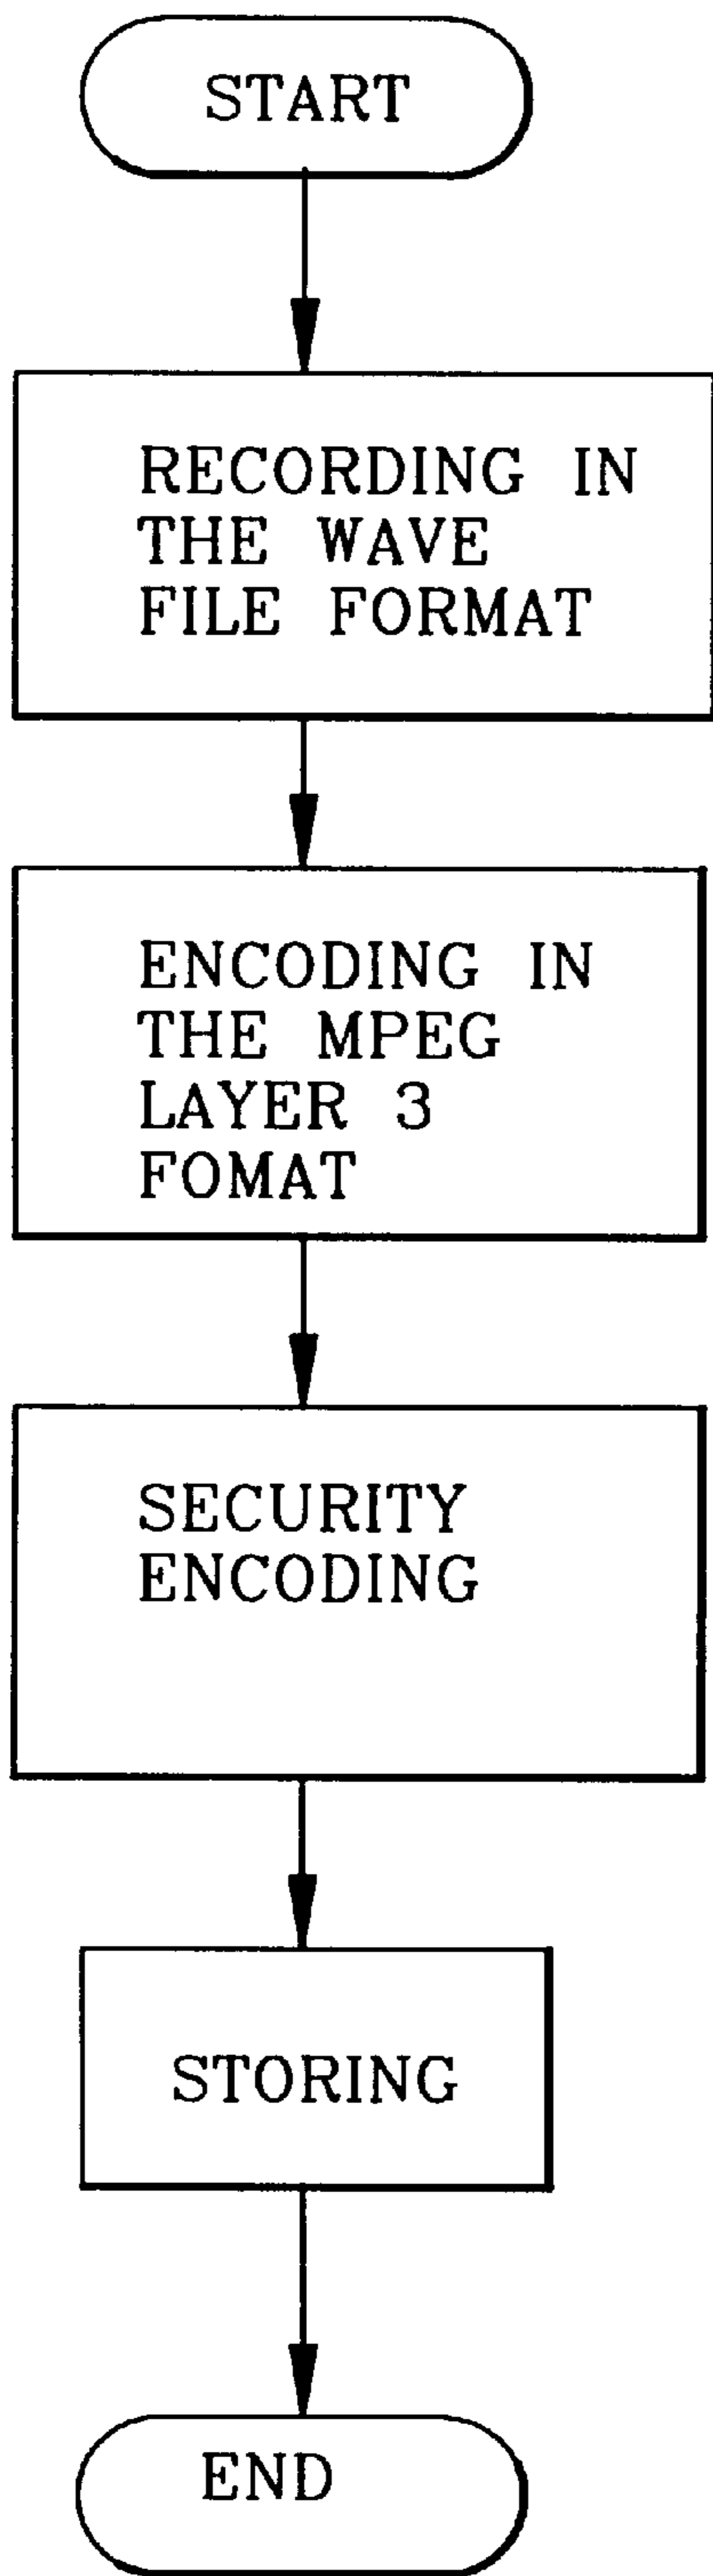 START
RECORDING IN
THE WAVE
FILE FORMAT
ENCODING IN
THE MPEG
LAYER 3
FOMAT
SECURITY
ENCODING
STORING
END